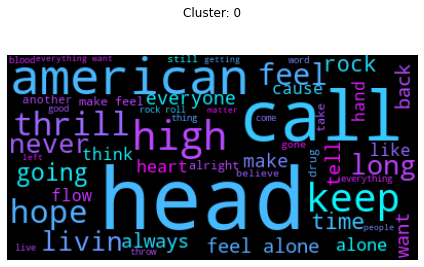 Cluster: 0
blood everything want still getting word
american feel rock
another make feel everyone cause call back
good rock roll hand
thrill thing high come take
never think make tell long like
going heart alright gone drug
left flow believe everything
hope head keep
livin always time people want
live throw feel alone alone
matter